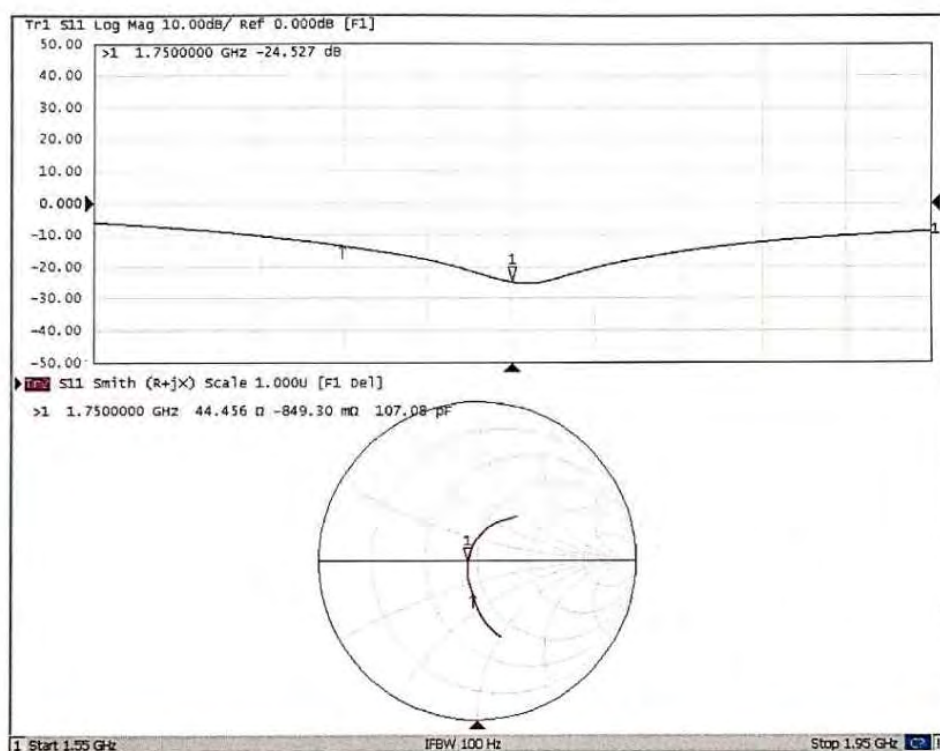 Tr1 S11 Log Mag 10.00dB/ Ref 0.000dB [F1]
50.00
>1 1.7500000 GHz -24.527 dB
40.00
30.00
20.00
10.00
0.000
-10.00
1
-20.00
1
-30.00
-40.00
-50.00
Tr2 S11 Smith (R+jX) Scale 1.000U [F1 Del]
>1 1.7500000 GHz 44.456 Ω -849.30 mΩ 107.08 pF
1
1 Start 1.55 GHz IFBW 100 Hz Stop 1.95 GHz